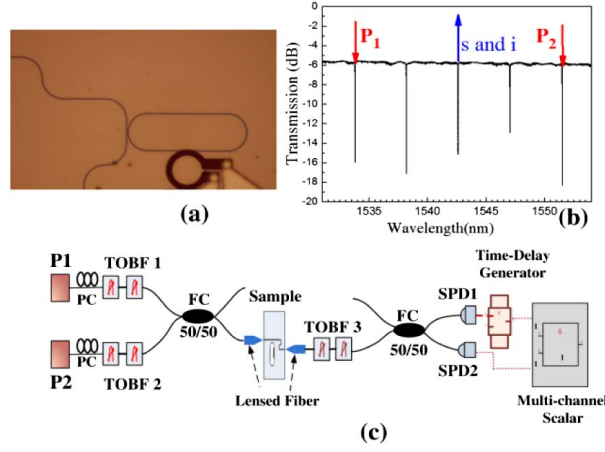 (a)
0
-2
-4
-6
-8
-10
-12
-14
-16
-18
-20
Transmission (dB)
P1
s and i
P2
1535
1540
1545
1550
Wavelength(nm)
(b)
P1
PC
TOBF 1
P2
PC
TOBF 2
FC
50/50
Sample
Lensed Fiber
TOBF 3
FC
50/50
SPD1
SPD2
Time-Delay
Generator
Multi-channel
Scalar
(c)